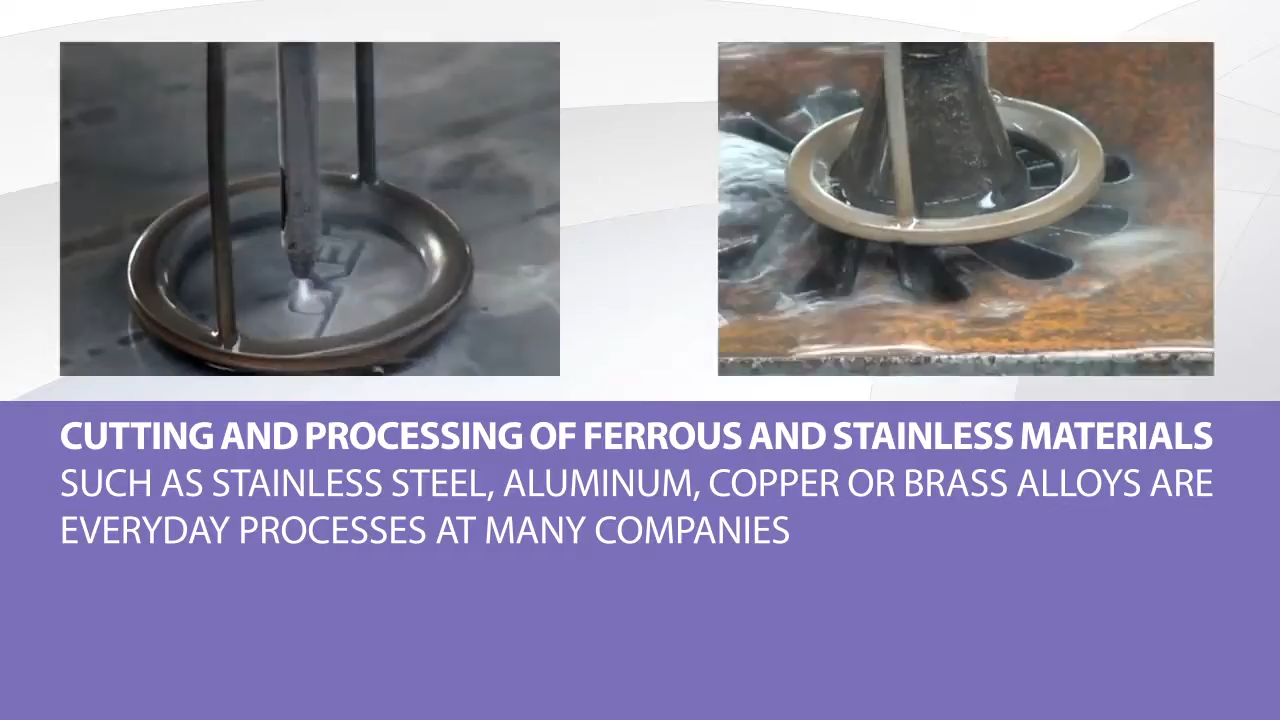 CUTTING AND PROCESSING OF FERROUS AND STAINLESS MATERIALS
SUCH AS STAINLESS STEEL, ALUMINUM, COPPER OR BRASS ALLOYS ARE
EVERYDAY PROCESSES AT MANY COMPANIES